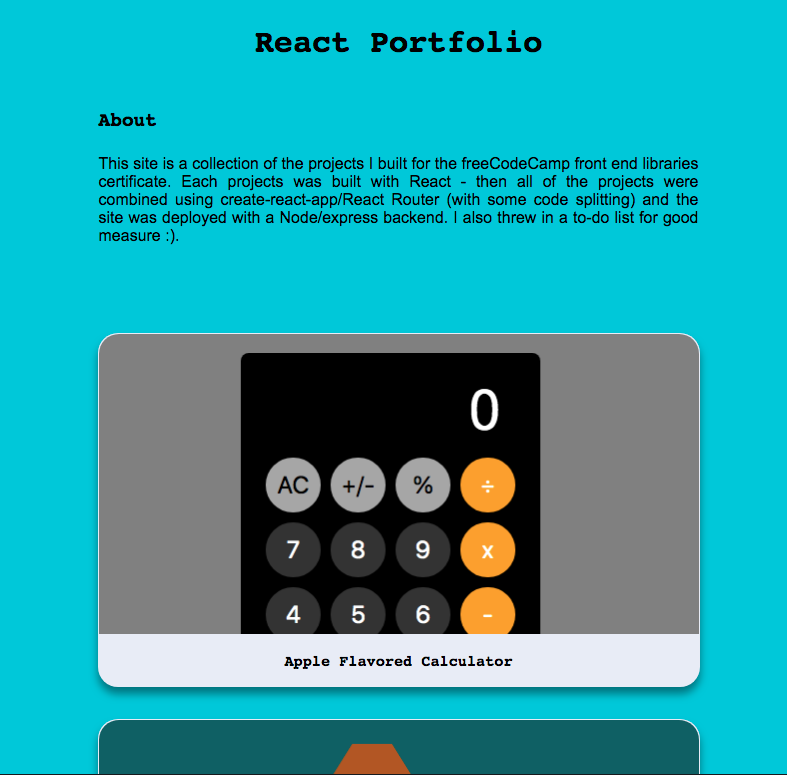 React Portfolio
About
This site is a collection of the projects I built for the freeCodeCamp front end libraries
certificate. Each projects was built with React - then all of the projects were
combined using create-react-app/React Router (with some code splitting) and the
site was deployed with a Node/express backend. I also threw in a to-do list for good
measure :).
0
AC +/- % ÷
7 8 9 x
4 5 6 -
Apple Flavored Calculator